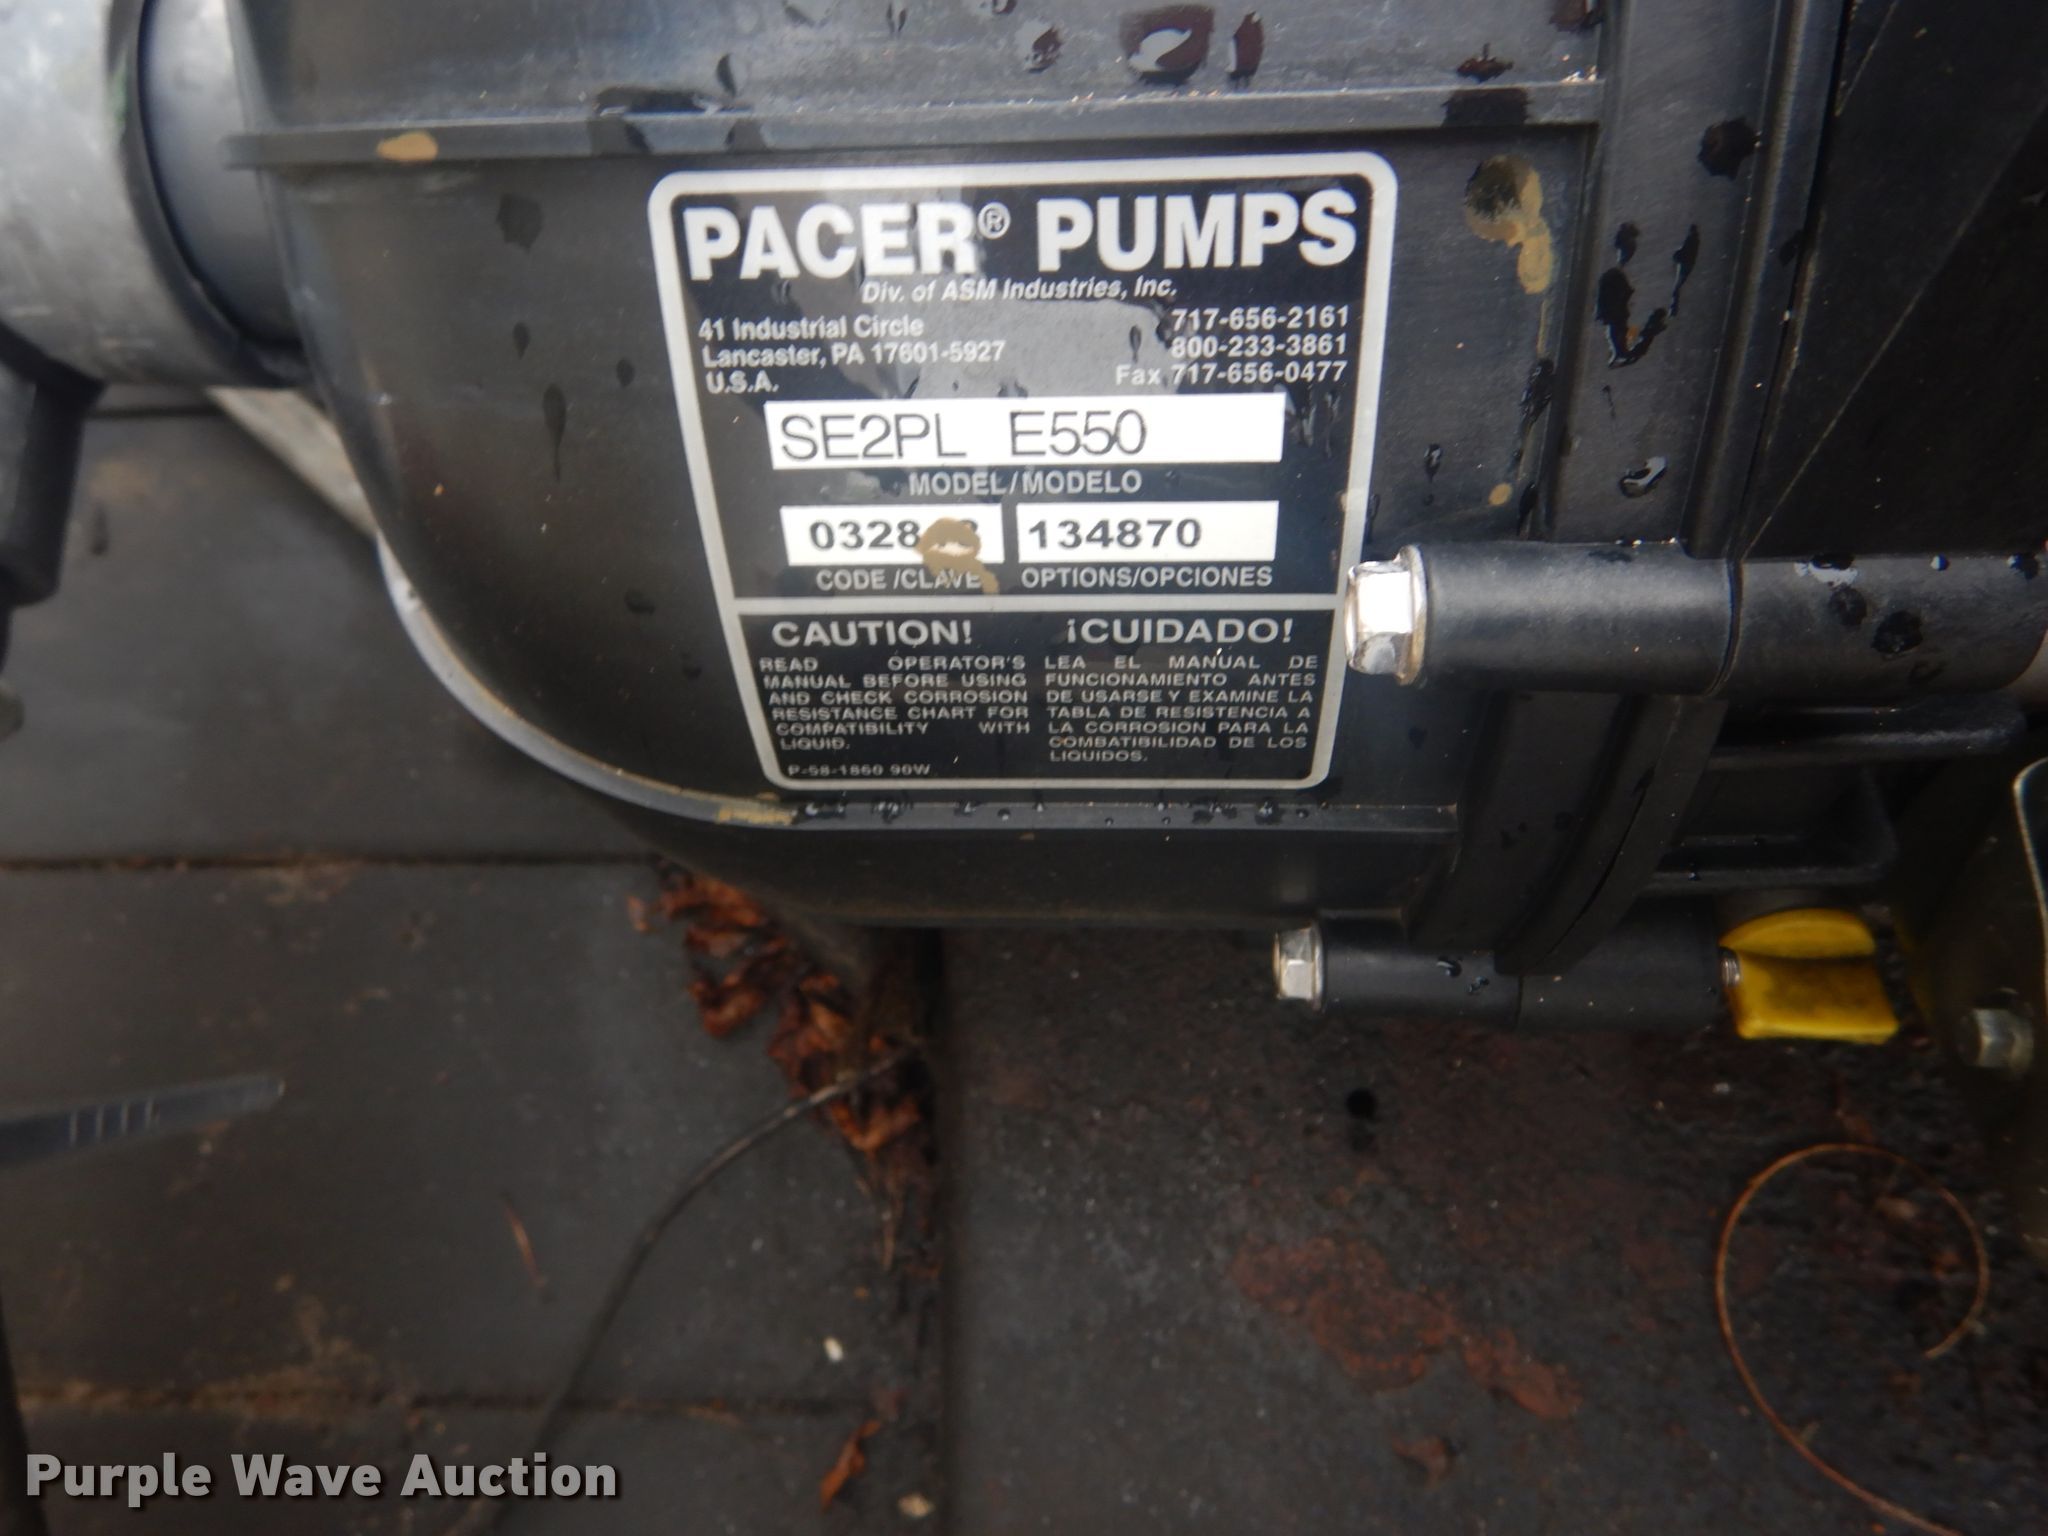 PACER® PUMPS
Div. of ASM Industries, Inc.
41 Industrial Circle
Lancaster, PA 17601-5927
U.S.A.
717-656-2161
800-233-3861
Fax 717-656-0477
SE2PL E550
MODEL/MODELO
134870
CODE/CLAVE OPTIONS/OPCIONES
CAUTION!
READ OPERATOR'S
MANUAL BEFORE USING
AND CHECK CORROSION
RESISTANCE CHART FOR
COMPATIBILITY WITH
LIQUID.
P-58-1860 90W
¡CUIDADO!
LEA EL MANUAL DE
FUNCIONAMIENTO ANTES
DE USARSE Y EXAMINE LA
TABLA DE RESISTENCIA A
LA CORROSION PARA LA
COMBATIBILIDAD DE LOS
LIQUIDOS.
Purple Wave Auction